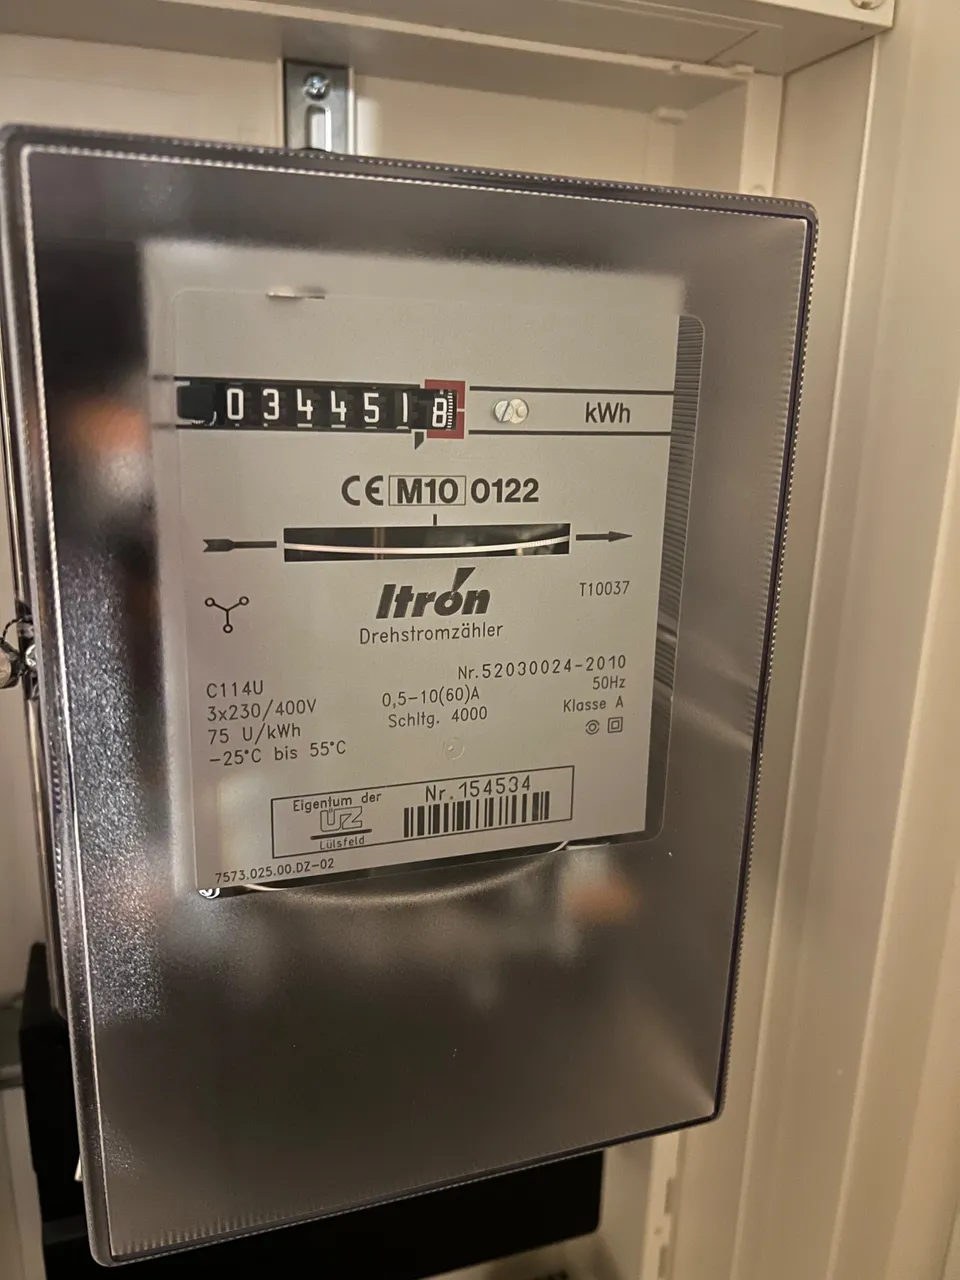 0344518 kWh
CE M10 0122
Itron
T10037
Drehstromzähler
Nr.52030024-2010
C114U 0,5-10(60)A 50Hz
3x230/400V Schltg. 4000 Klasse A
75 U/kWh
-25°C bis 55°C
Eigentum der Nr.154534
ÜZ
Lülsfeld
7573.025.00.DZ-02